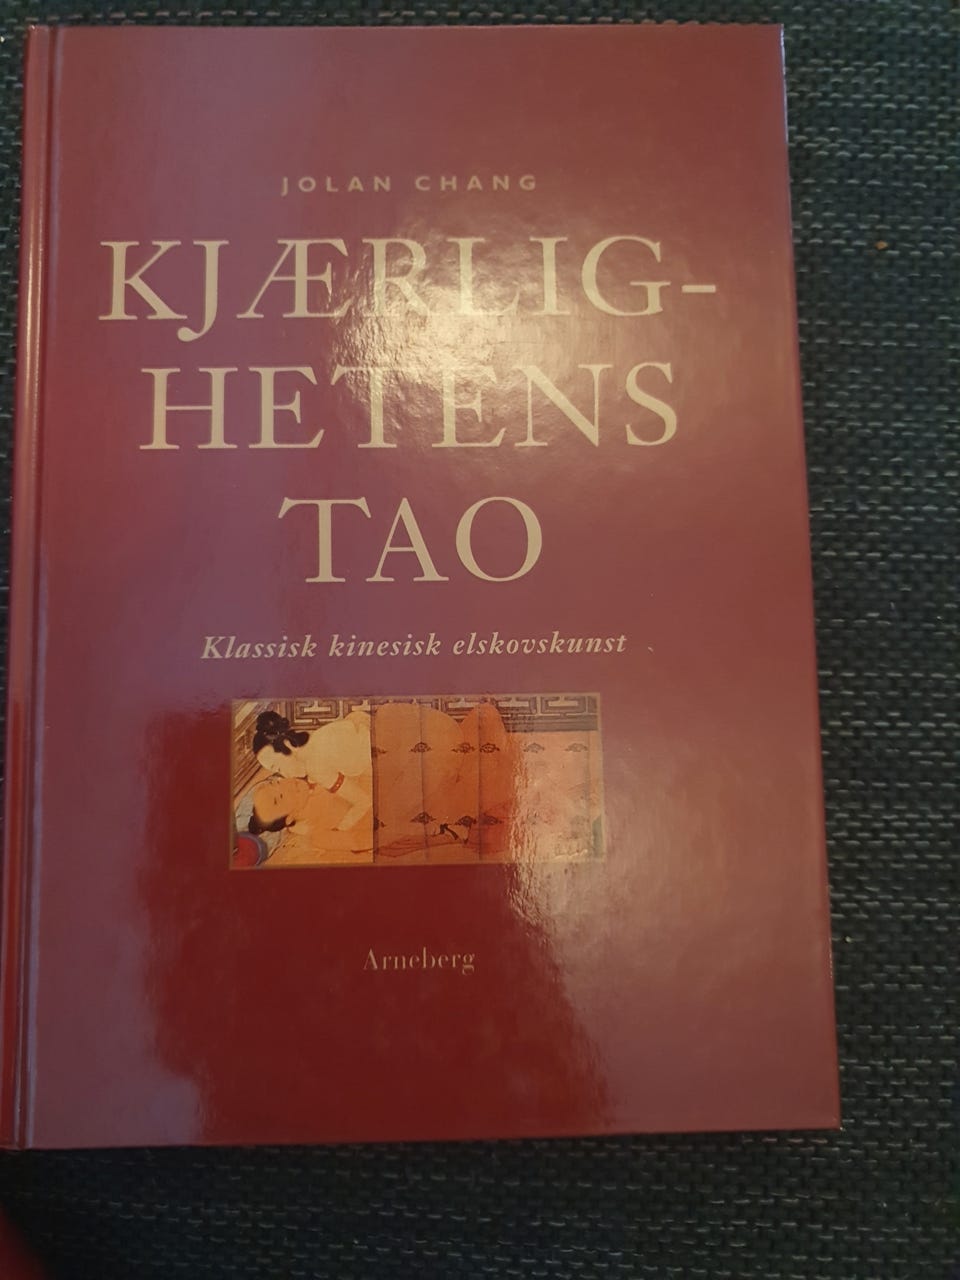 JOLAN CHANG
KJÆRLIG-
HETENS
TAO
Klassisk kinesisk elskovskunst
Arneberg